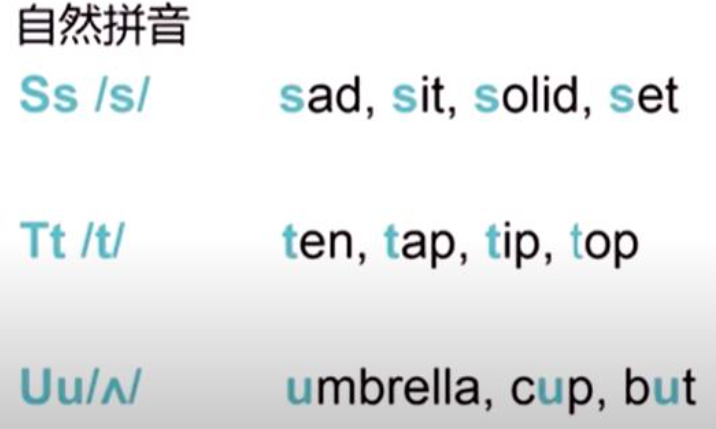 自然拼音
Ss /s/ sad, sit, solid, set
Tt /t/ ten, tap, tip, top
Uu/ʌ/ umbrella, cup, but